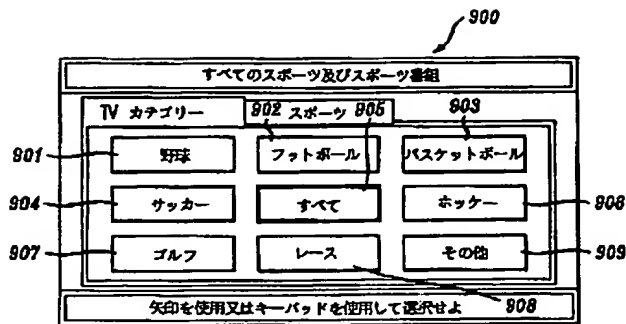 900
すべてのスポーツ及びスポーツ番組
TV カテゴリー 902 スポーツ 905 903
901 野球 フットボール バスケットボール
904 サッカー すべて ホッケー 908
907 ゴルフ レース その他 909
矢印を使用又はキーパッドを使用して選択せよ 908